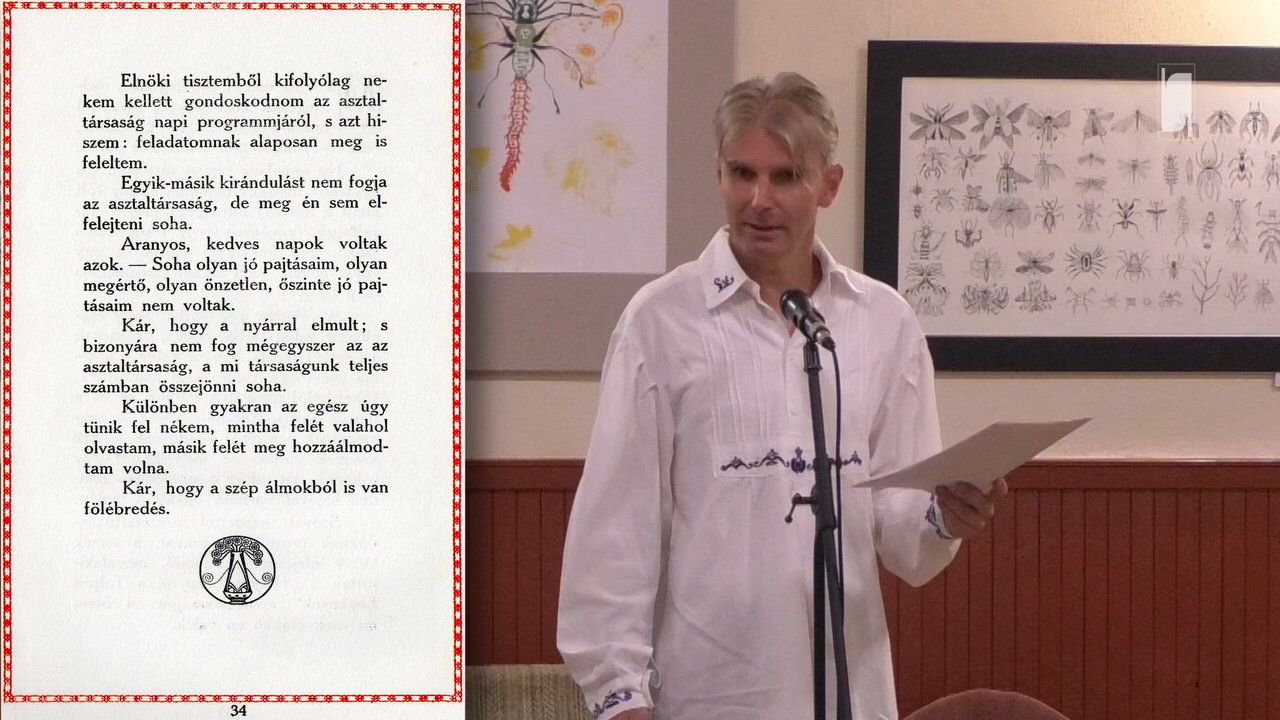 Elnöki tisztemből kifolyólag ne-
kem kellett gondoskodnom az asztal-
társaság napi programmjáról, s azt hi-
szem: feladatomnak alaposan meg is
feleltem.
Egyik-másik kirándulást nem fogja
az asztaltársaság, de meg én sem el-
felejteni soha.
Aranyos, kedves napok voltak
azok. — Soha olyan jó pajtásaim, olyan
megértő, olyan önzetlen, őszinte jó paj-
tásaim nem voltak.
Kár, hogy a nyárral elmult; s
bizonyára nem fog mégegyszer az az
asztaltársaság, a mi társaságunk teljes
számban összejönni soha.
Különben gyakran az egész úgy
tünik fel nékem, mintha felét valahol
olvastam, másik felét meg hozzáálmod-
tam volna.
Kár, hogy a szép álmokból is van
fölébredés.
34